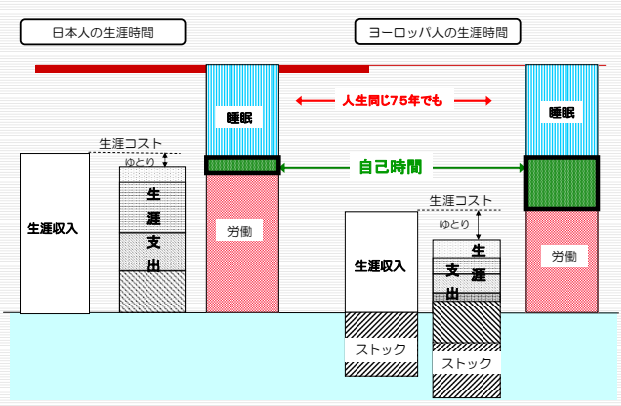 日本人の生涯時間
ヨーロッパ人の生涯時間
睡眠
人生同じ75年でも
睡眠
生涯コスト
ゆとり
自己時間
生涯収入
生涯支出
労働
生涯コスト
ゆとり
生涯収入
生涯
支出
労働
ストック
ストック